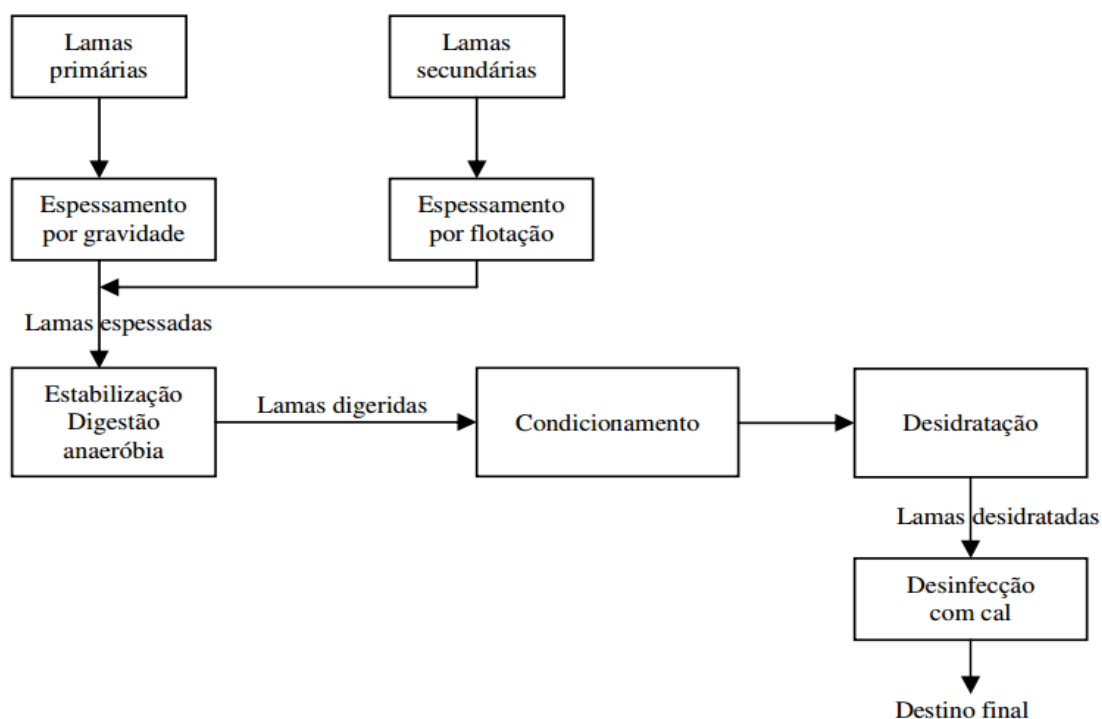 Lamas
primárias
Lamas
secundárias
Espessamento
por gravidade
Espessamento
por flotação
Lamas espessadas
Estabilização
Digestão
anaeróbia
Lamas digeridas
Condicionamento
Desidratação
Lamas desidratadas
Desinfecção
com cal
Destino final